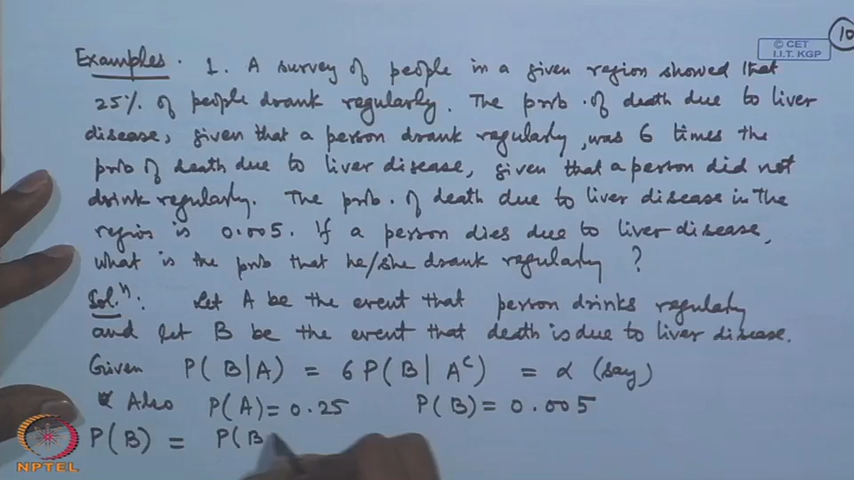 10
© CET
I.I.T. KGP
Examples. 1. A survey of people in a given region showed that
25% of people drank regularly. The prob. of death due to liver
disease, given that a person drank regularly, was 6 times the
prob of death due to liver disease, given that a person did not
drink regularly. The prob. of death due to liver disease in the
region is 0.005. If a person dies due to liver disease,
what is the prob that he/she drank regularly ?
Solⁿ: Let A be the event that person drinks regularly
and let B be the event that death is due to liver disease.
Given P(B|A) = 6 P(B|Aᶜ) = α (say)
Also P(A) = 0.25 P(B) = 0.005
P(B) = P(B
NPTEL